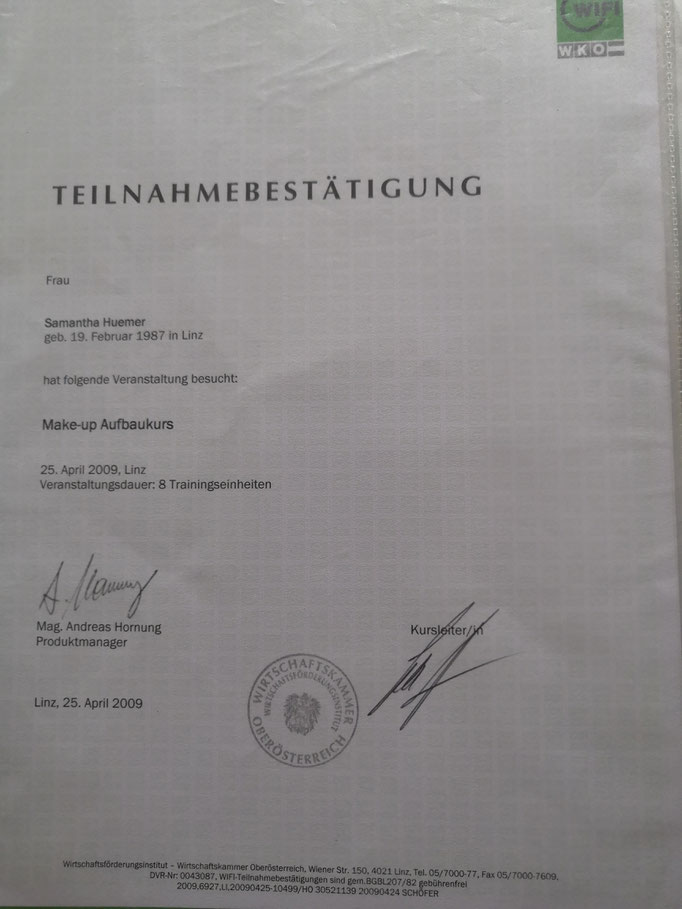 WIFI
WKO
TEILNAHMEBESTÄTIGUNG
Frau
Samantha Huemer
geb. 19. Februar 1987 in Linz
hat folgende Veranstaltung besucht:
Make-up Aufbaukurs
25. April 2009, Linz
Veranstaltungsdauer: 8 Trainingseinheiten
Mag. Andreas Hornung
Produktmanager
Kursleiter/in
Linz, 25. April 2009
WIRTSCHAFTSKAMMER OBERÖSTERREICH
WIRTSCHAFTSFÖRDERUNGSINSTITUT
Wirtschaftsförderungsinstitut – Wirtschaftskammer Oberösterreich, Wiener Str. 150, 4021 Linz, Tel. 05/7000-77, Fax 05/7000-7609,
DVR-Nr: 0043087, WIFI-Teilnahmebestätigungen sind gem.BGBL207/82 gebührenfrei
2009,6927,LI,20090425-10499/HO 30521139 20090424 SCHÖFER